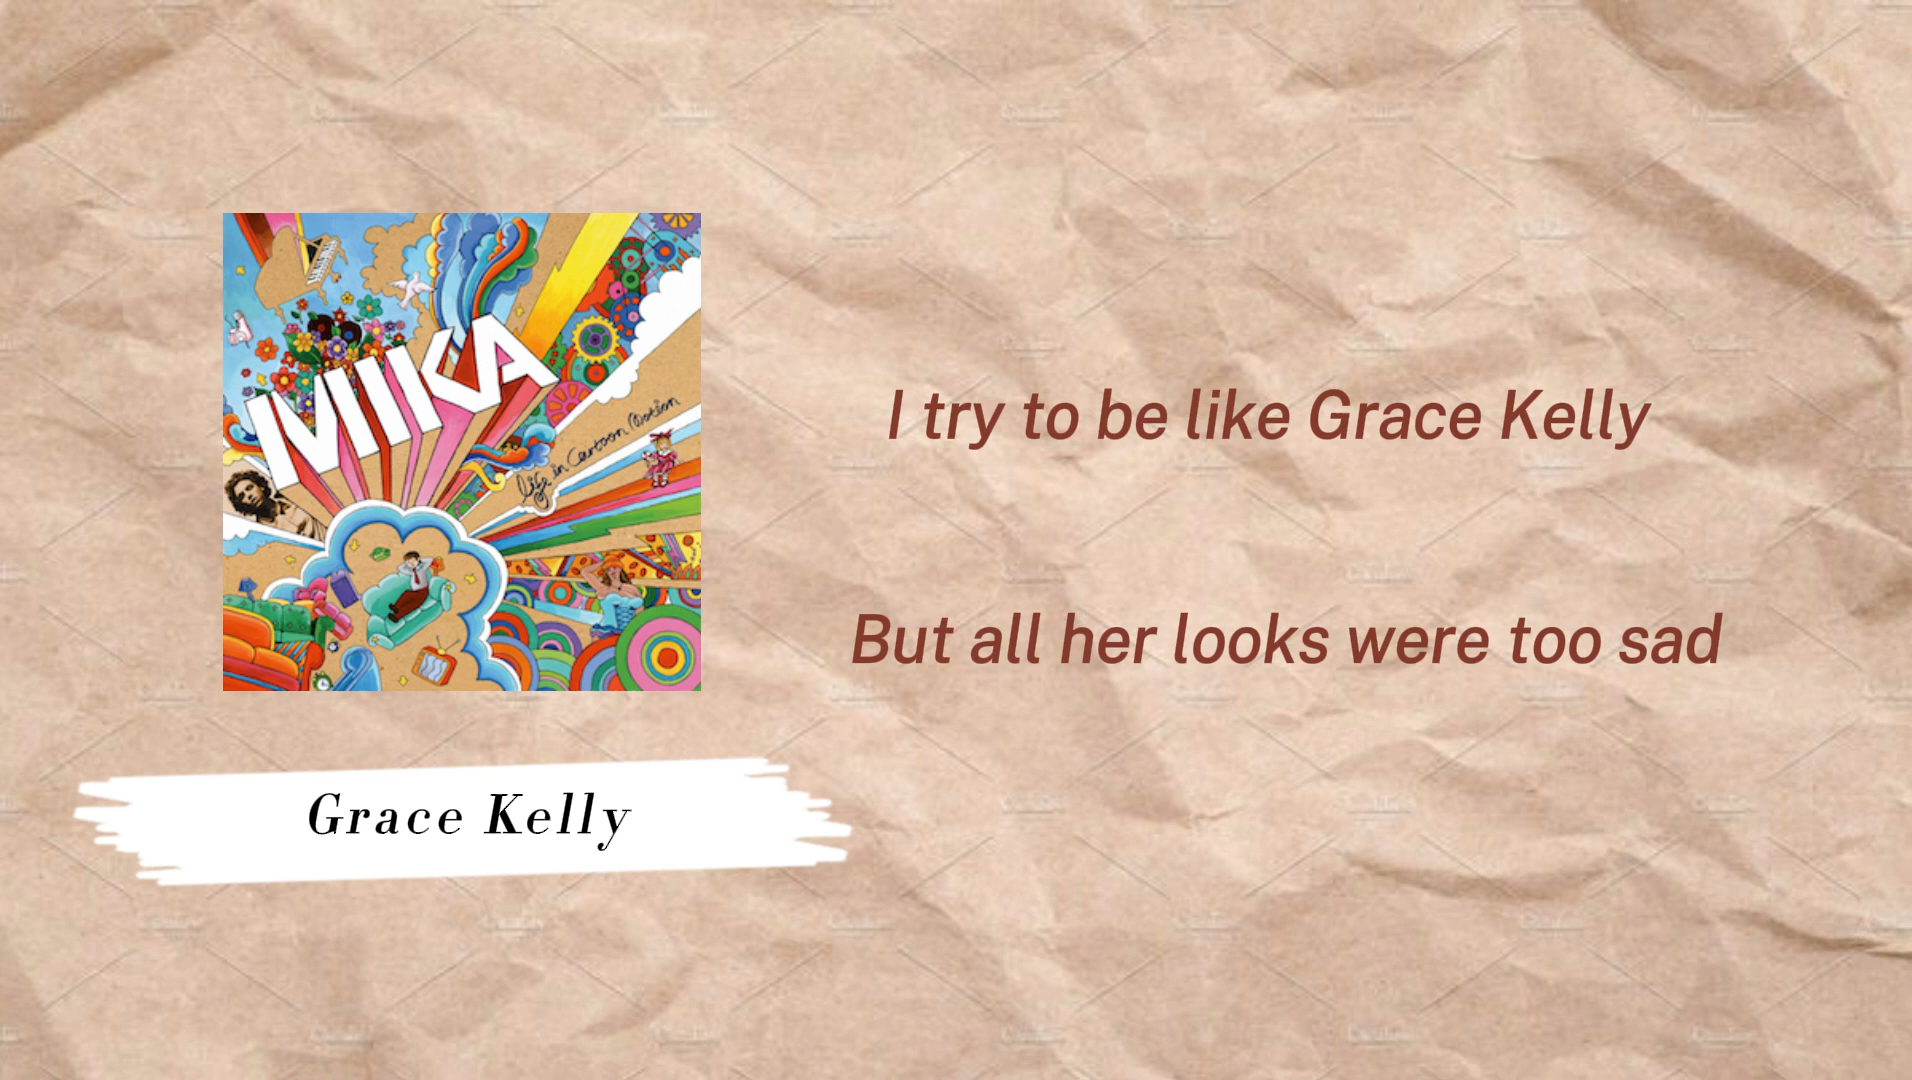 MIKA
life in Cartoon Motion
Grace Kelly
I try to be like Grace Kelly
But all her looks were too sad